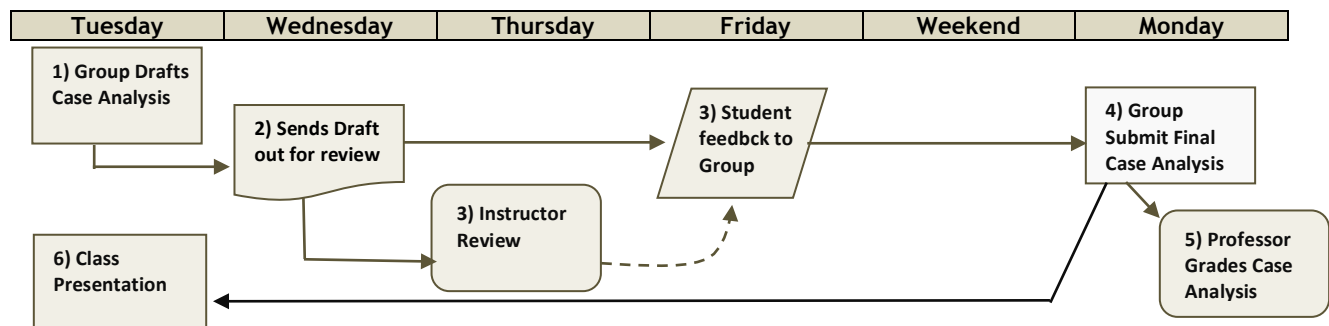 Tuesday Wednesday Thursday Friday Weekend Monday
1) Group Drafts
Case Analysis
2) Sends Draft
out for review
3) Student
feedbck to
Group
4) Group
Submit Final
Case Analysis
3) Instructor
Review
6) Class
Presentation
5) Professor
Grades Case
Analysis